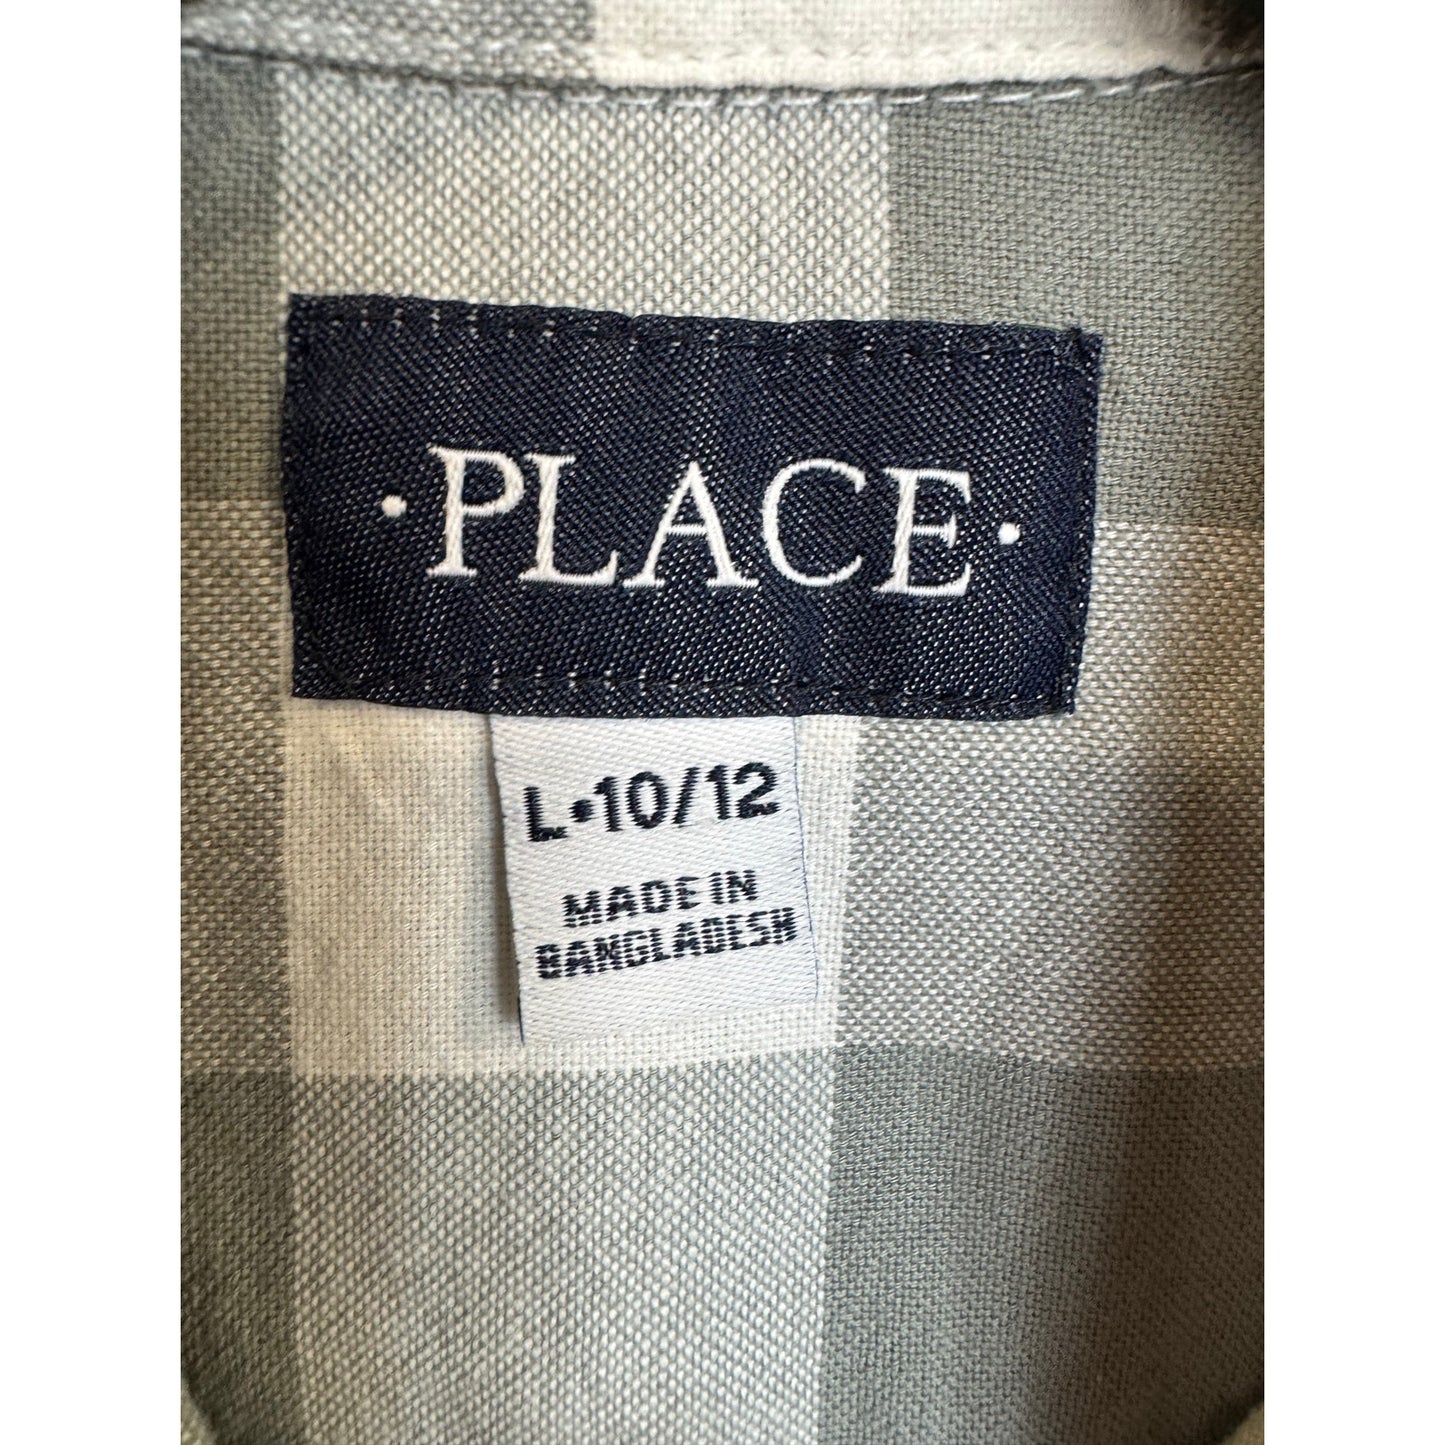 ·PLACE·
L•10/12
MADE IN
BANGLADESH